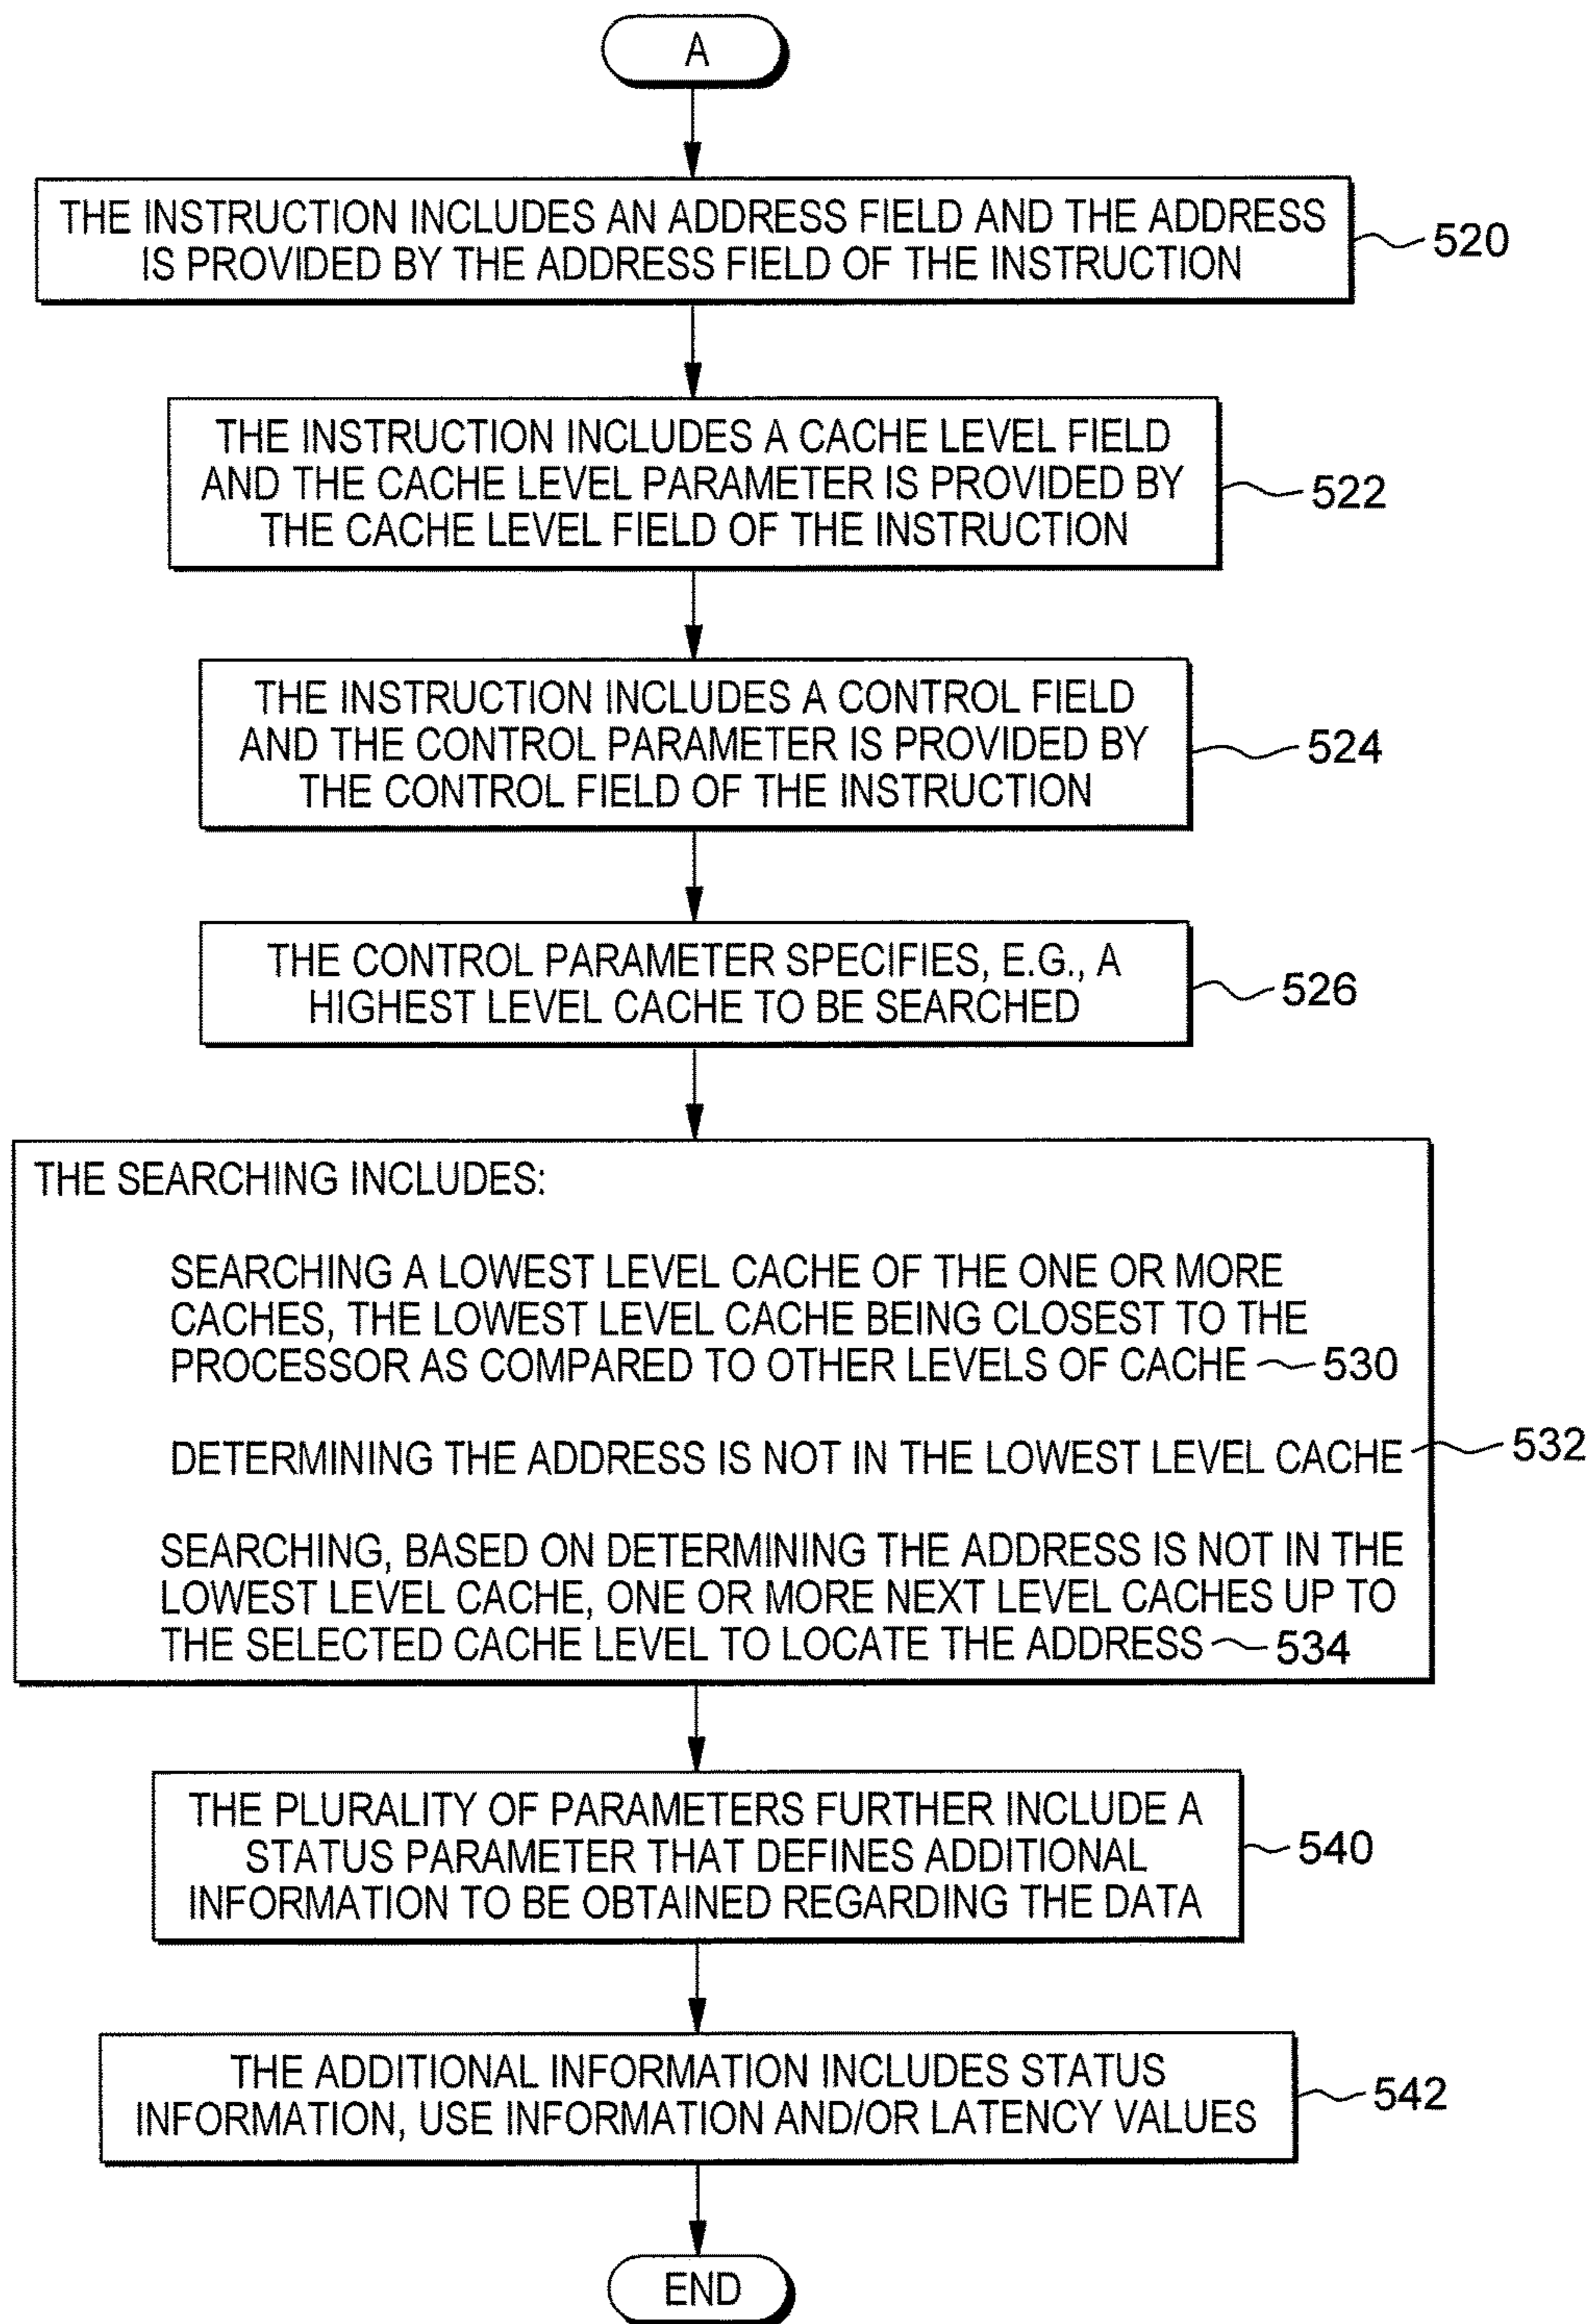 A
THE INSTRUCTION INCLUDES AN ADDRESS FIELD AND THE ADDRESS
IS PROVIDED BY THE ADDRESS FIELD OF THE INSTRUCTION
520
THE INSTRUCTION INCLUDES A CACHE LEVEL FIELD
AND THE CACHE LEVEL PARAMETER IS PROVIDED BY
THE CACHE LEVEL FIELD OF THE INSTRUCTION
522
THE INSTRUCTION INCLUDES A CONTROL FIELD
AND THE CONTROL PARAMETER IS PROVIDED BY
THE CONTROL FIELD OF THE INSTRUCTION
524
THE CONTROL PARAMETER SPECIFIES, E.G., A
HIGHEST LEVEL CACHE TO BE SEARCHED
526
THE SEARCHING INCLUDES:
SEARCHING A LOWEST LEVEL CACHE OF THE ONE OR MORE
CACHES, THE LOWEST LEVEL CACHE BEING CLOSEST TO THE
PROCESSOR AS COMPARED TO OTHER LEVELS OF CACHE 530
DETERMINING THE ADDRESS IS NOT IN THE LOWEST LEVEL CACHE 532
SEARCHING, BASED ON DETERMINING THE ADDRESS IS NOT IN THE
LOWEST LEVEL CACHE, ONE OR MORE NEXT LEVEL CACHES UP TO
THE SELECTED CACHE LEVEL TO LOCATE THE ADDRESS 534
THE PLURALITY OF PARAMETERS FURTHER INCLUDE A
STATUS PARAMETER THAT DEFINES ADDITIONAL
INFORMATION TO BE OBTAINED REGARDING THE DATA
540
THE ADDITIONAL INFORMATION INCLUDES STATUS
INFORMATION, USE INFORMATION AND/OR LATENCY VALUES
542
END